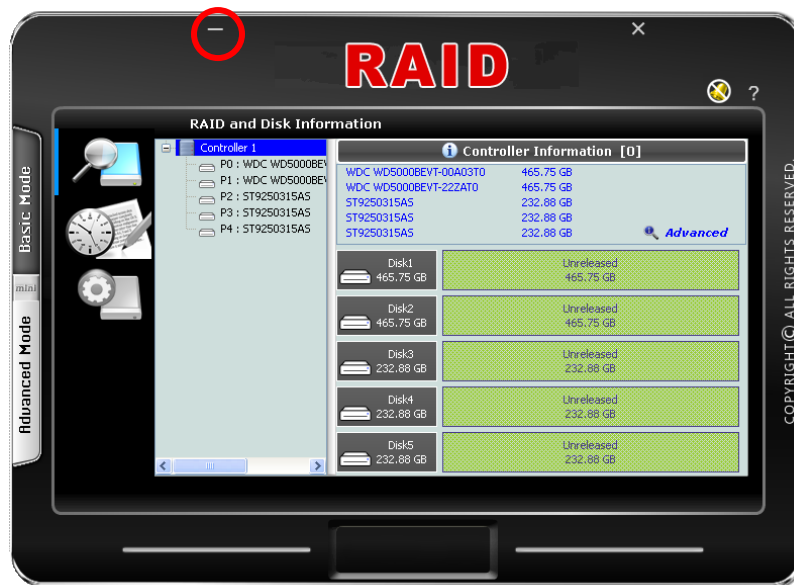 RAID
?
RAID and Disk Information
Basic Mode
mini
Advanced Mode
Controller 1
P0 : WDC WD5000BEV
P1 : WDC WD5000BEV
P2 : ST9250315AS
P3 : ST9250315AS
P4 : ST9250315AS
Controller Information [0]
WDC WD5000BEVT-00A03T0 465.75 GB
WDC WD5000BEVT-22ZAT0 465.75 GB
ST9250315AS 232.88 GB
ST9250315AS 232.88 GB
ST9250315AS 232.88 GB
Advanced
Disk1
465.75 GB
Unreleased
465.75 GB
Disk2
465.75 GB
Unreleased
465.75 GB
Disk3
232.88 GB
Unreleased
232.88 GB
Disk4
232.88 GB
Unreleased
232.88 GB
Disk5
232.88 GB
Unreleased
232.88 GB
COPYRIGHT© ALL RIGHTS RESERVED.